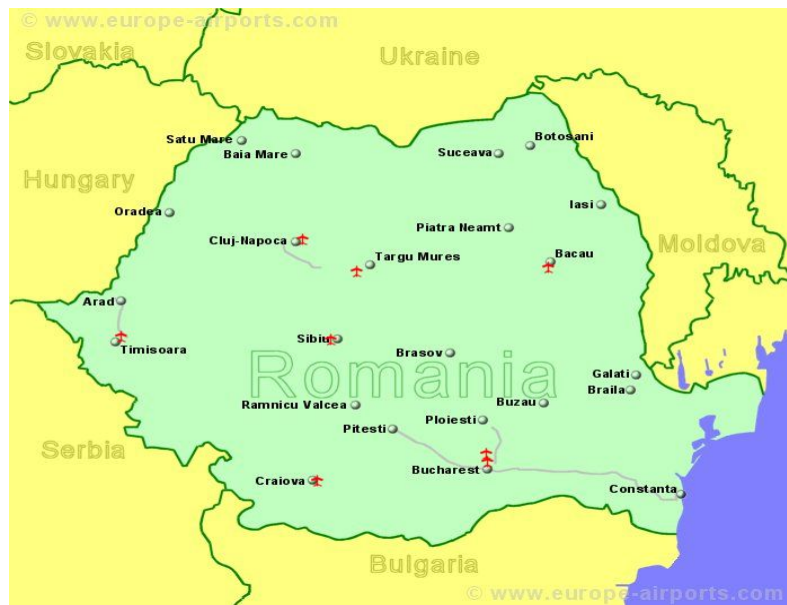 © www.europe-airports.com
Slovakia
Ukraine
Satu Mare
Botosani
Baia Mare
Suceava
Hungary
Oradea
Iasi
Piatra Neamt
Cluj-Napoca
Moldova
Targu Mures
Bacau
Arad
Timisoara
Sibiu
Brasov
Romania
Galati
Braila
Ramnicu Valcea
Buzau
Pitesti
Ploiesti
Serbia
Bucharest
Craiova
Constanta
Bulgaria
© www.europe-airports.com